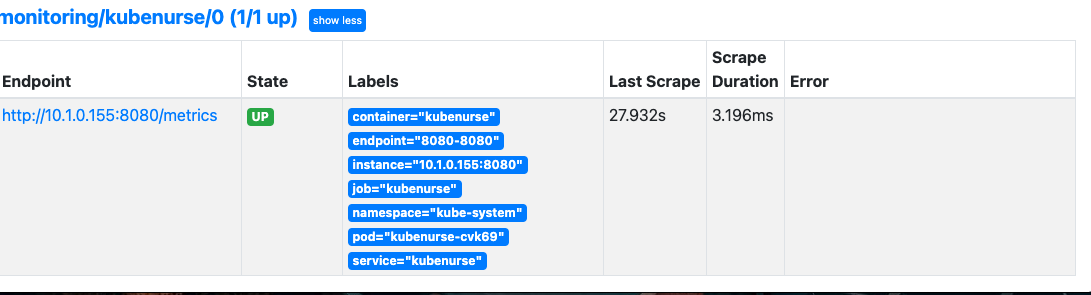 monitoring/kubenurse/0 (1/1 up) show less
Endpoint State Labels Last Scrape Scrape Duration Error
http://10.1.0.155:8080/metrics UP container="kubenurse" 27.932s 3.196ms
endpoint="8080-8080"
instance="10.1.0.155:8080"
job="kubenurse"
namespace="kube-system"
pod="kubenurse-cvk69"
service="kubenurse"